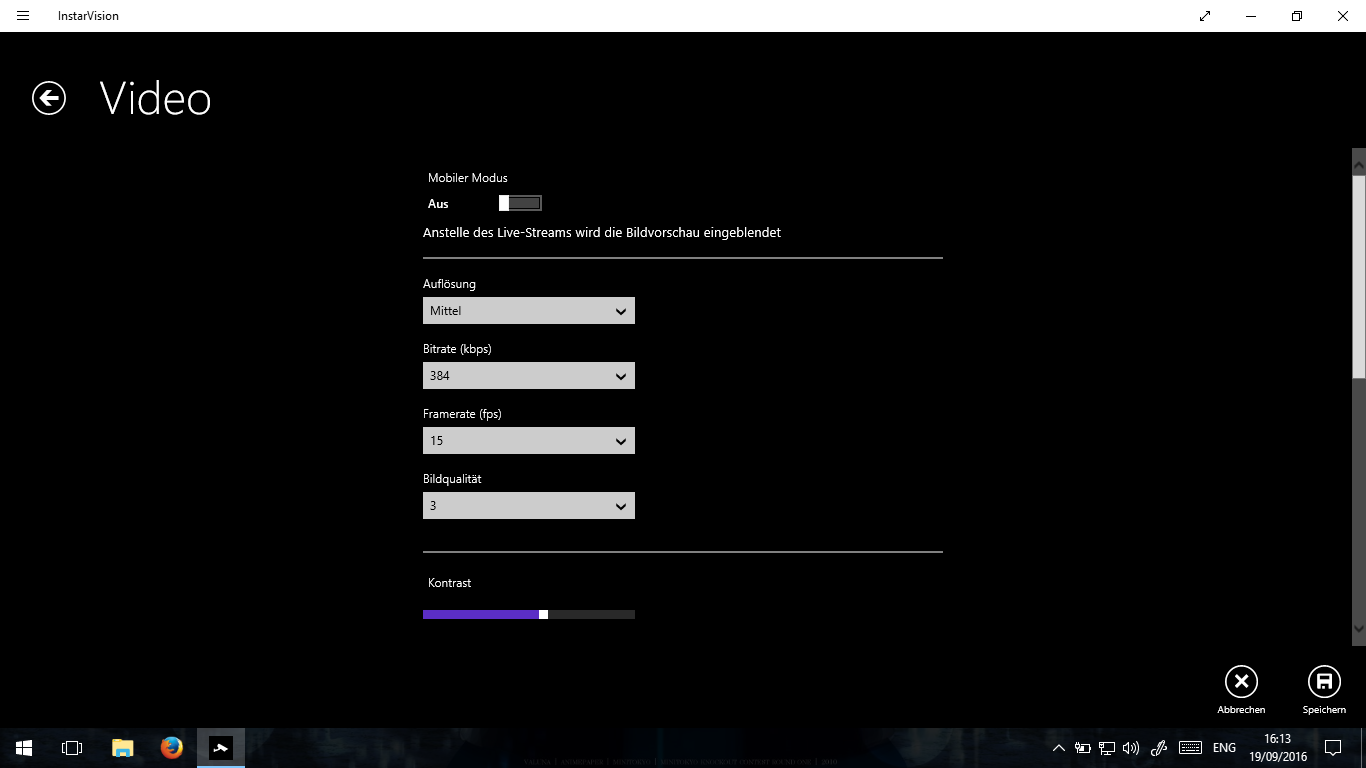 InstarVision
Video
Mobiler Modus
Aus
Anstelle des Live-Streams wird die Bildvorschau eingeblendet
Auflösung
Mittel
Bitrate (kbps)
384
Framerate (fps)
15
Bildqualität
3
Kontrast
Abbrechen
Speichern
ENG
16:13
19/09/2016